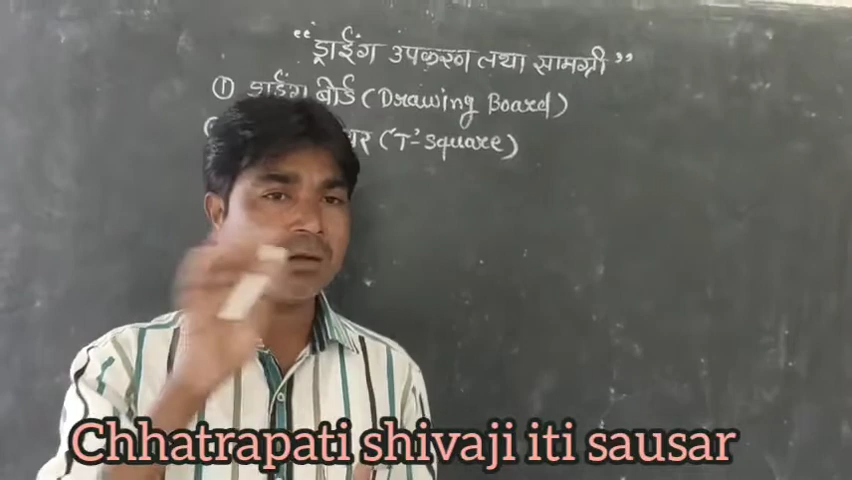 “ ड्राईंग उपकरण तथा सामग्री ”
① ड्राईंग बोर्ड (Drawing Board)
(T-Square)
Chhatrapati shivaji iti sausar